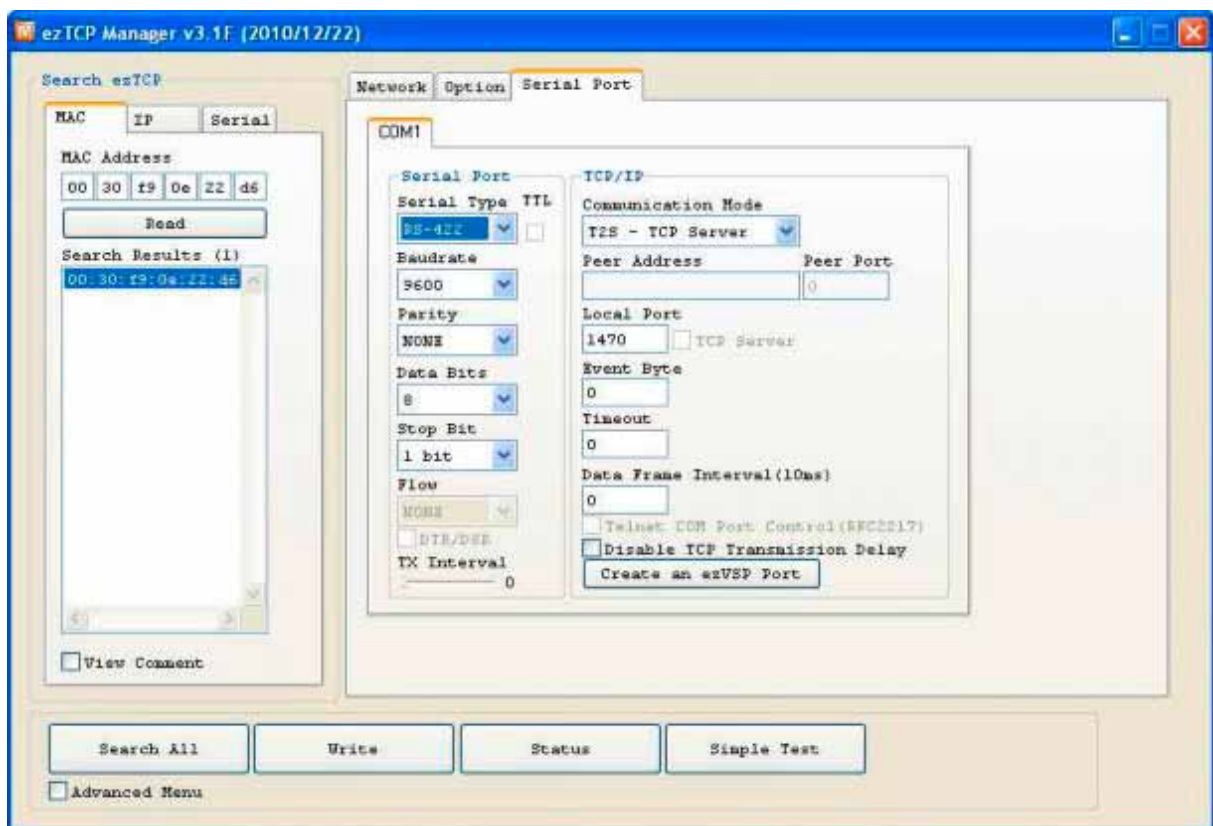 ezTCP Manager v3.1F (2010/12/22)
Search ezTCP
MAC IP Serial
MAC Address
00 30 f9 0e 22 d6
Read
Search Results (1)
00:30:f9:0e:22:d6
View Comment
Network Option Serial Port
COM1
Serial Port
Serial Type TTL
RS-422
Baudrate
9600
Parity
NONE
Data Bits
8
Stop Bit
1 bit
Flow
NONE
DTR/DSR
TX Interval
0
TCP/IP
Communication Mode
T2S - TCP Server
Peer Address Peer Port
0
Local Port
1470 TCP Server
Event Byte
0
Timeout
0
Data Frame Interval(10ms)
0
Telnet COM Port Control(RFC2217)
Disable TCP Transmission Delay
Create an ezVSP Port
Search All Write Status Simple Test
Advanced Menu